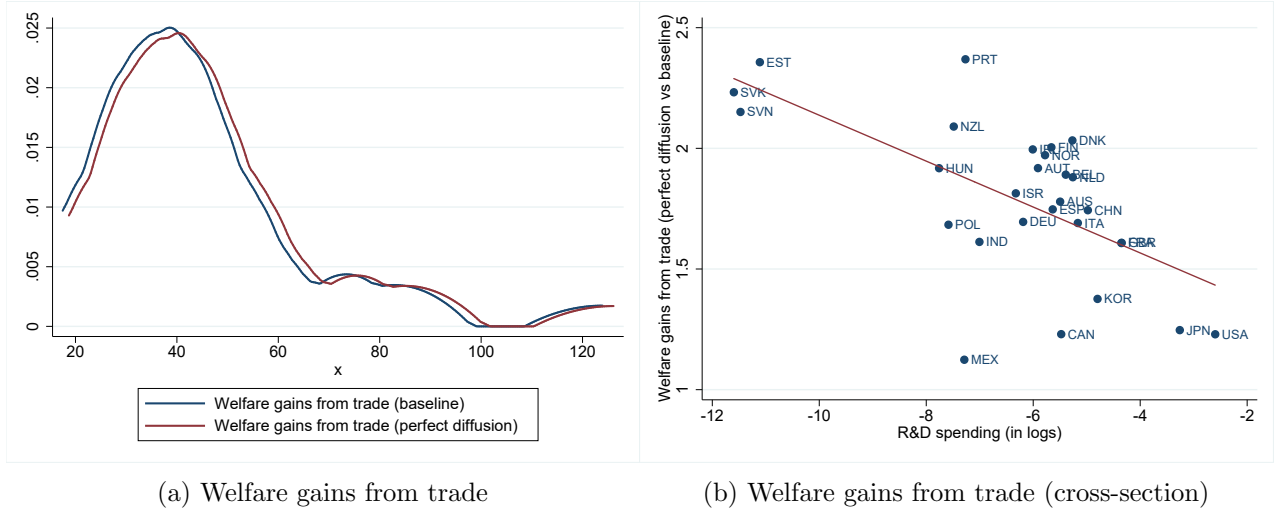 .025
.02
.015
.01
.005
0
20 40 60 80 100 120
x
Welfare gains from trade (baseline)
Welfare gains from trade (perfect diffusion)
(a) Welfare gains from trade
Welfare gains from trade (perfect diffusion vs baseline)
2.5
2
1.5
1
EST
PRT
SVK
SVN
NZL
DNK
FIN
NOR
HUN
AUT
NLD
ISR
AUS
ESP
CHN
DEU
ITA
POL
IND
GBR
KOR
CAN
JPN
USA
MEX
-12 -10 -8 -6 -4 -2
R&D spending (in logs)
(b) Welfare gains from trade (cross-section)